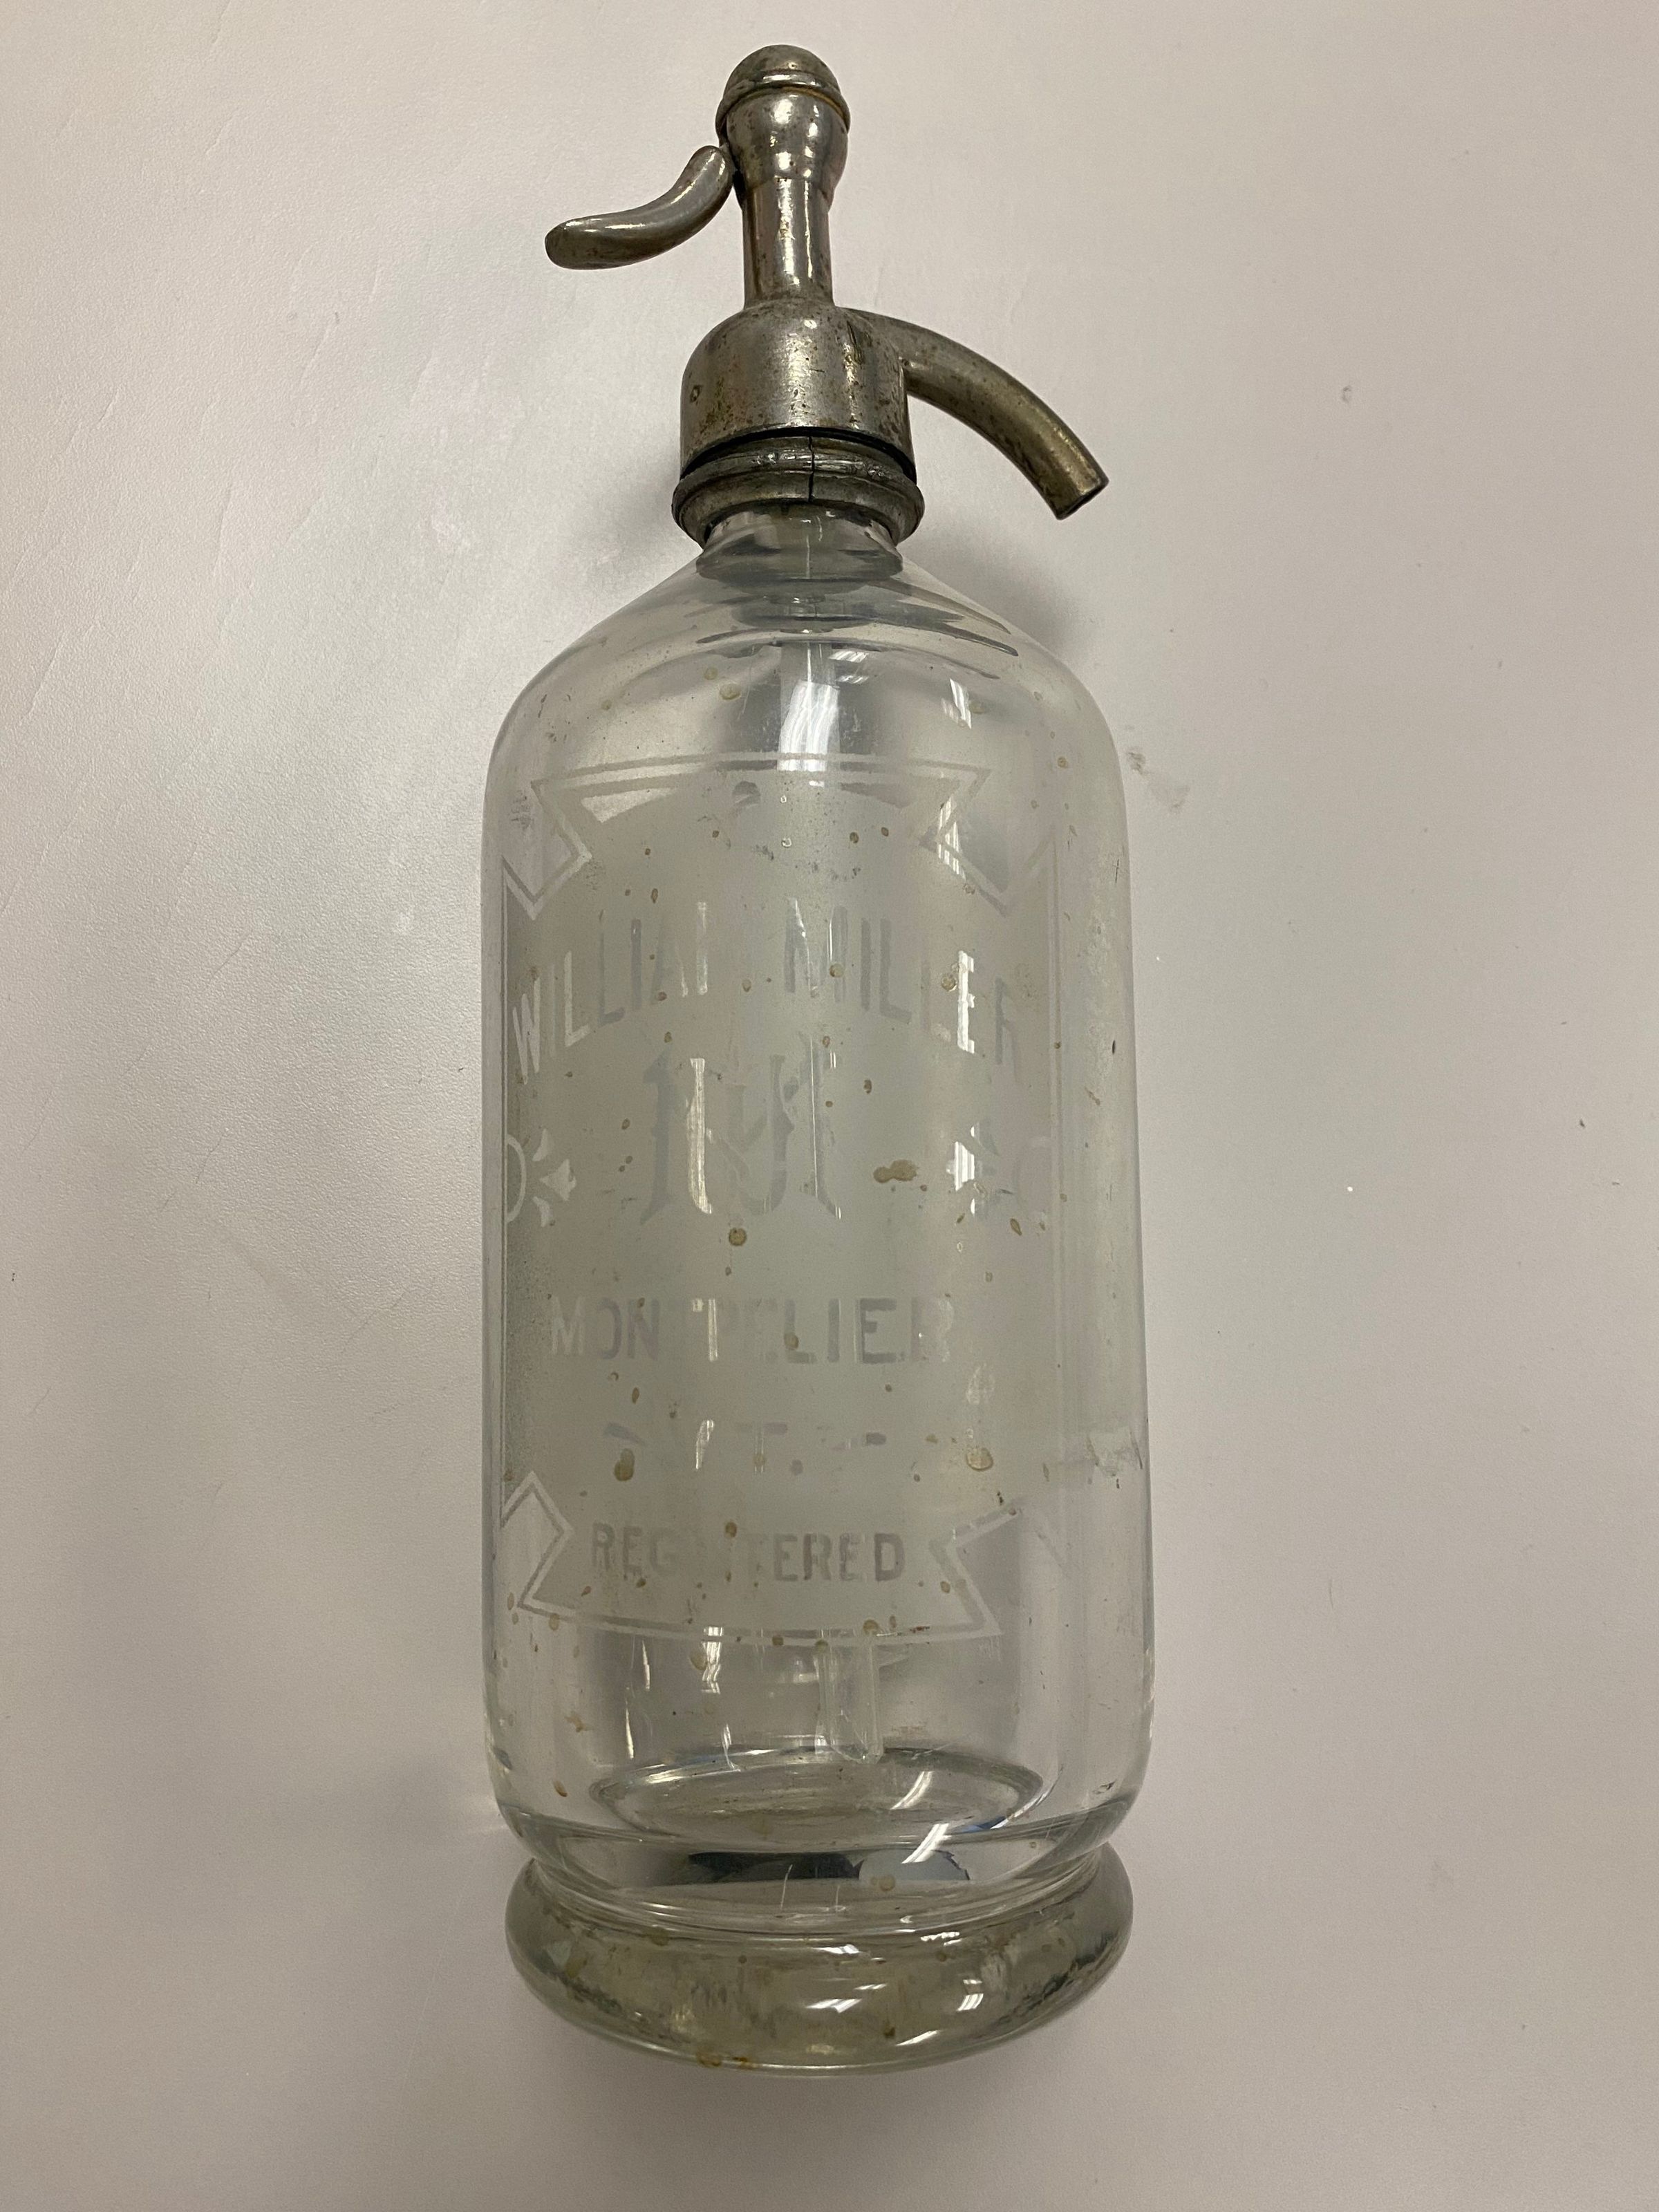 WILLIAM MILLER
M
MONTPELIER
VT.
REGISTERED